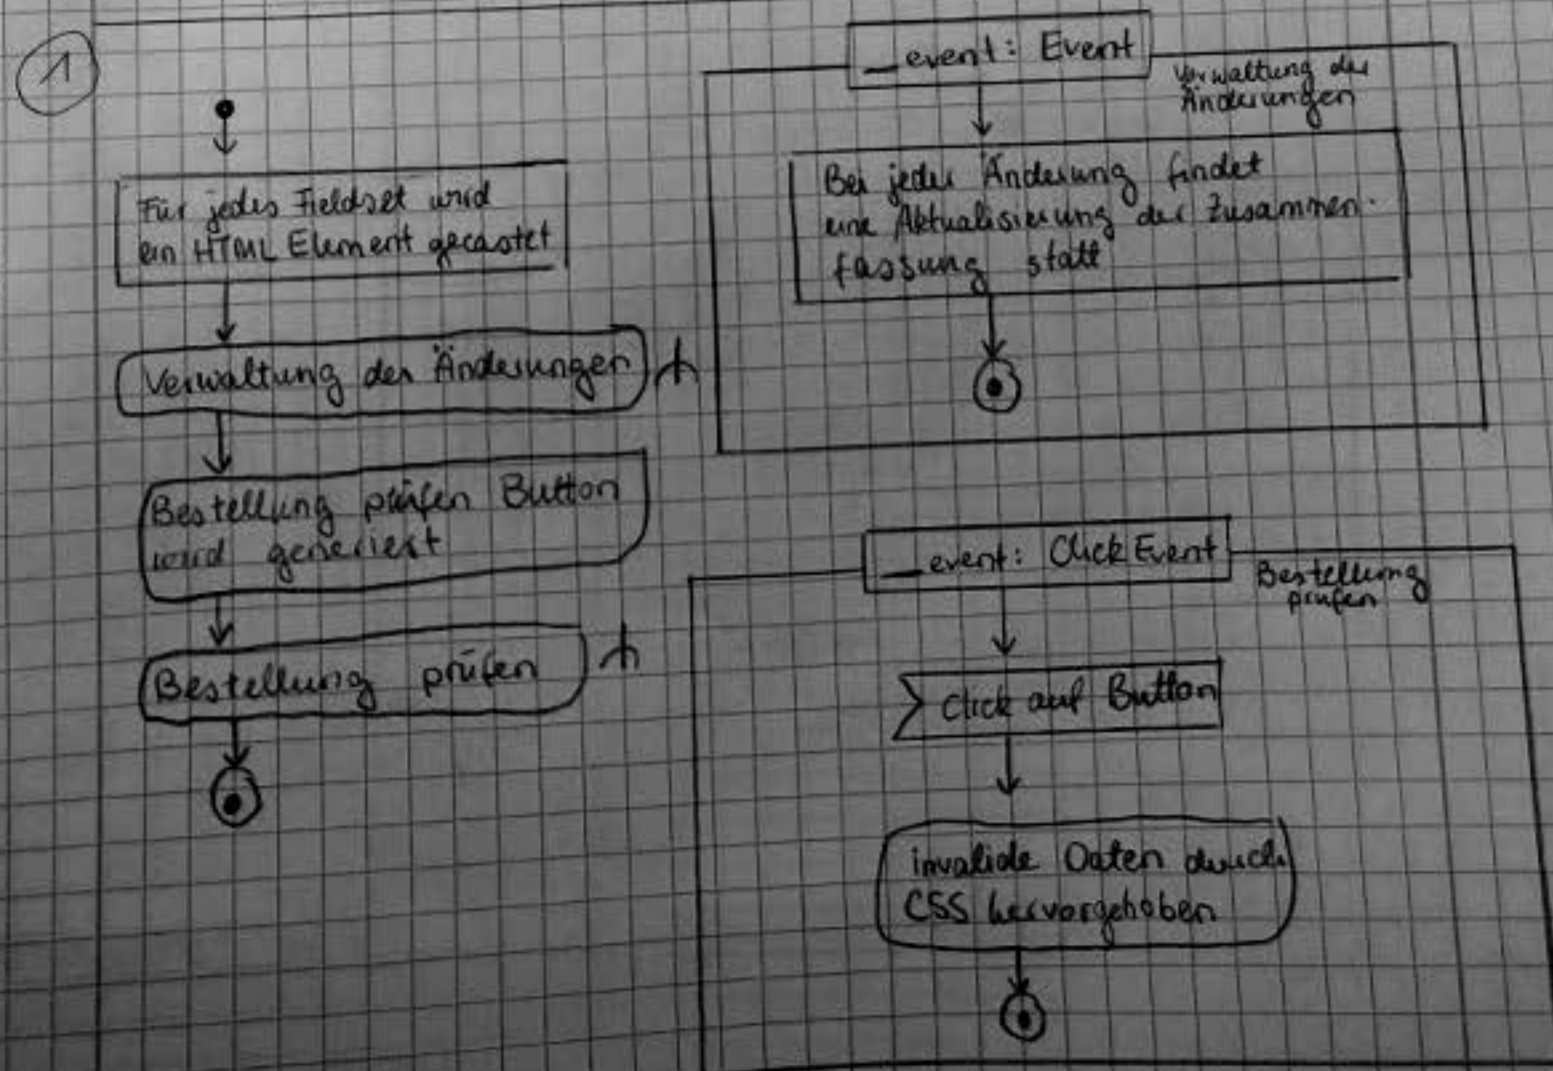 1
Für jedes Fieldset wird
ein HTML Element gecastet
Verwaltung der Änderungen
Bestellung prüfen Button
wird generiert
Bestellung prüfen
_event: Event
Verwaltung der
Änderungen
Bei jeder Änderung findet
eine Aktualisierung der Zusammen-
fassung statt
_event: ClickEvent
Bestellung
prüfen
Click auf Button
invalide Daten durch
CSS hervorgehoben